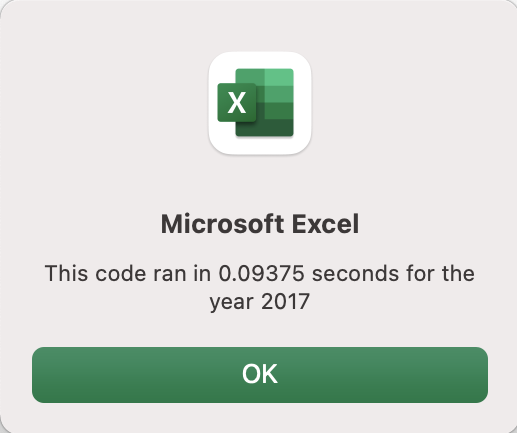 X
Microsoft Excel
This code ran in 0.09375 seconds for the
year 2017
OK